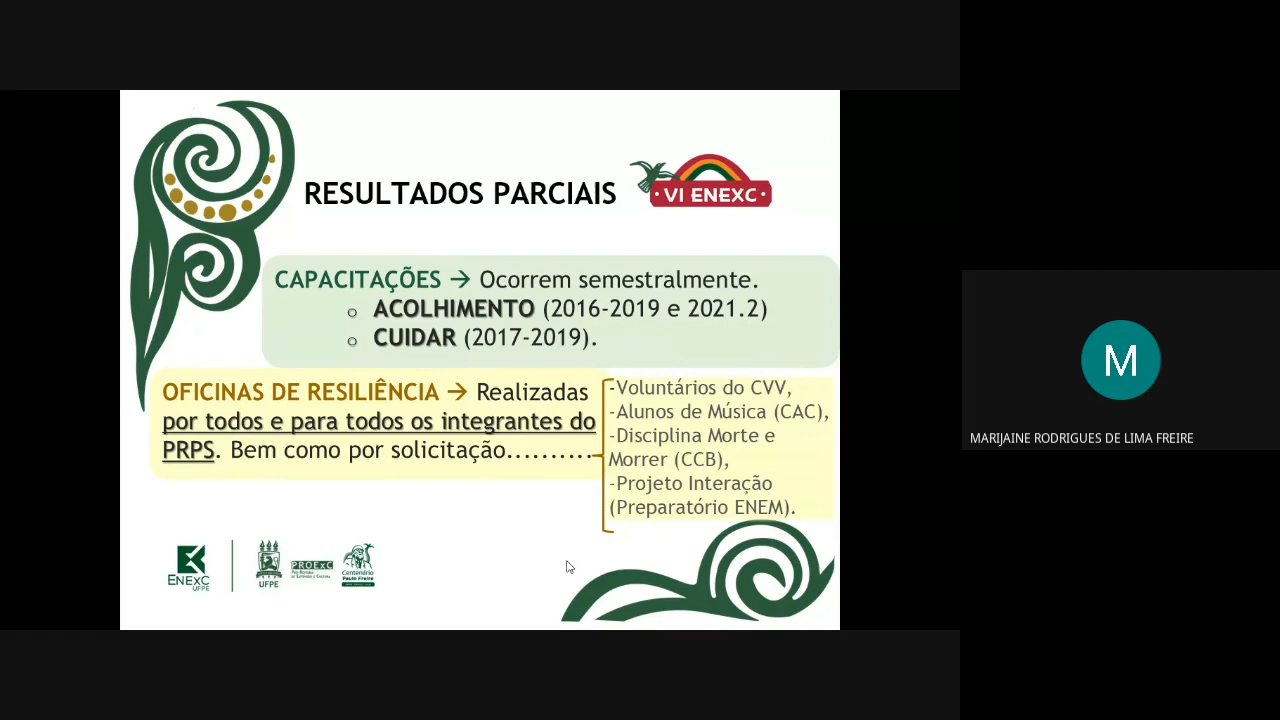 RESULTADOS PARCIAIS
• VI ENEXC •
CAPACITAÇÕES → Ocorrem semestralmente.
o ACOLHIMENTO (2016-2019 e 2021.2)
o CUIDAR (2017-2019).
OFICINAS DE RESILIÊNCIA → Realizadas
por todos e para todos os integrantes do
PRPS. Bem como por solicitação..........
-Voluntários do CVV,
-Alunos de Música (CAC),
-Disciplina Morte e
Morrer (CCB),
-Projeto Interação
(Preparatório ENEM).
ENEXC
UFPE
UFPE
PROEXC
Centenário
Paulo Freire
M
MARIJAINE RODRIGUES DE LIMA FREIRE